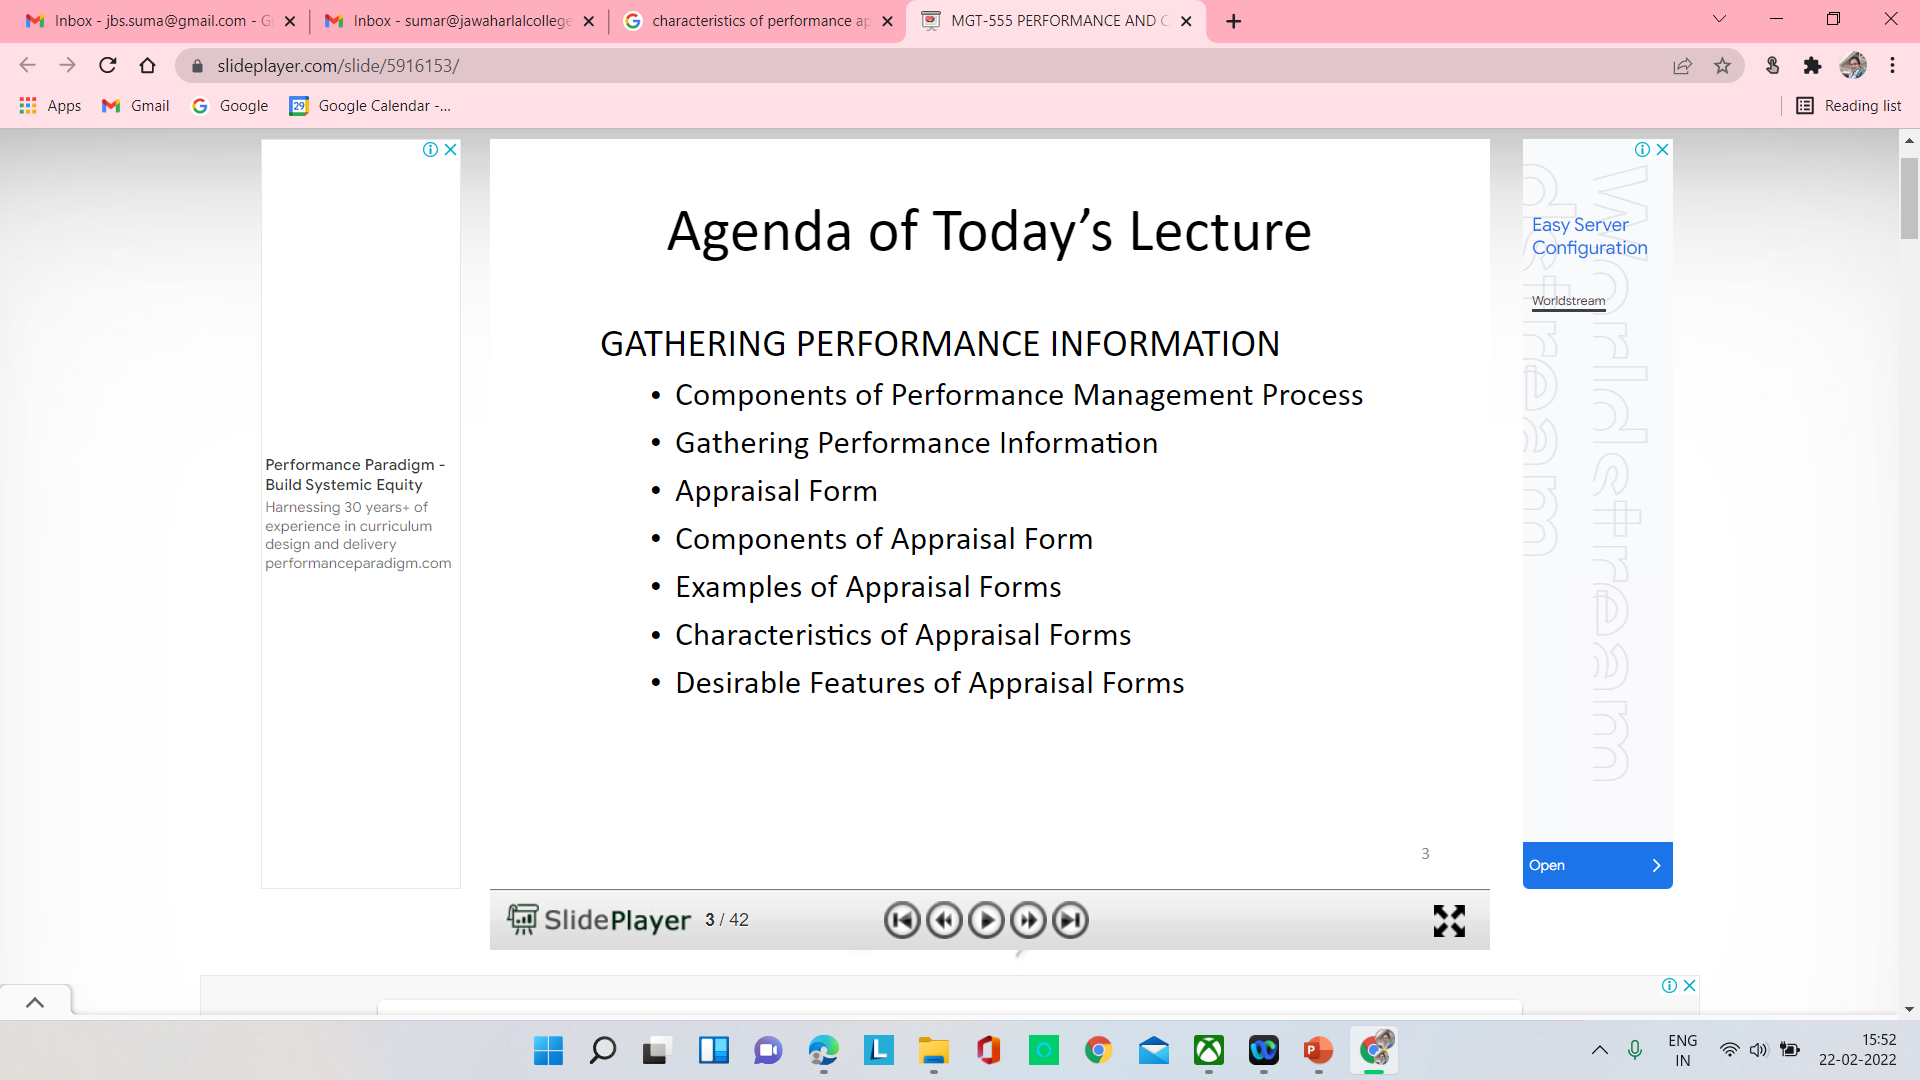 Inbox - jbs.suma@gmail.com - G
Inbox - sumar@jawaharlalcollege
characteristics of performance ap
MGT-555 PERFORMANCE AND C
slideplayer.com/slide/5916153/
Apps
Gmail
Google
29
Google Calendar -...
Reading list
Agenda of Today's Lecture
GATHERING PERFORMANCE INFORMATION
• Components of Performance Management Process
• Gathering Performance Information
• Appraisal Form
• Components of Appraisal Form
• Examples of Appraisal Forms
• Characteristics of Appraisal Forms
• Desirable Features of Appraisal Forms
3
Performance Paradigm -
Build Systemic Equity
Harnessing 30 years+ of
experience in curriculum
design and delivery
performanceparadigm.com
Easy Server
Configuration
Worldstream
Worldstream
Open
SlidePlayer 3 / 42
ENG
IN
15:52
22-02-2022